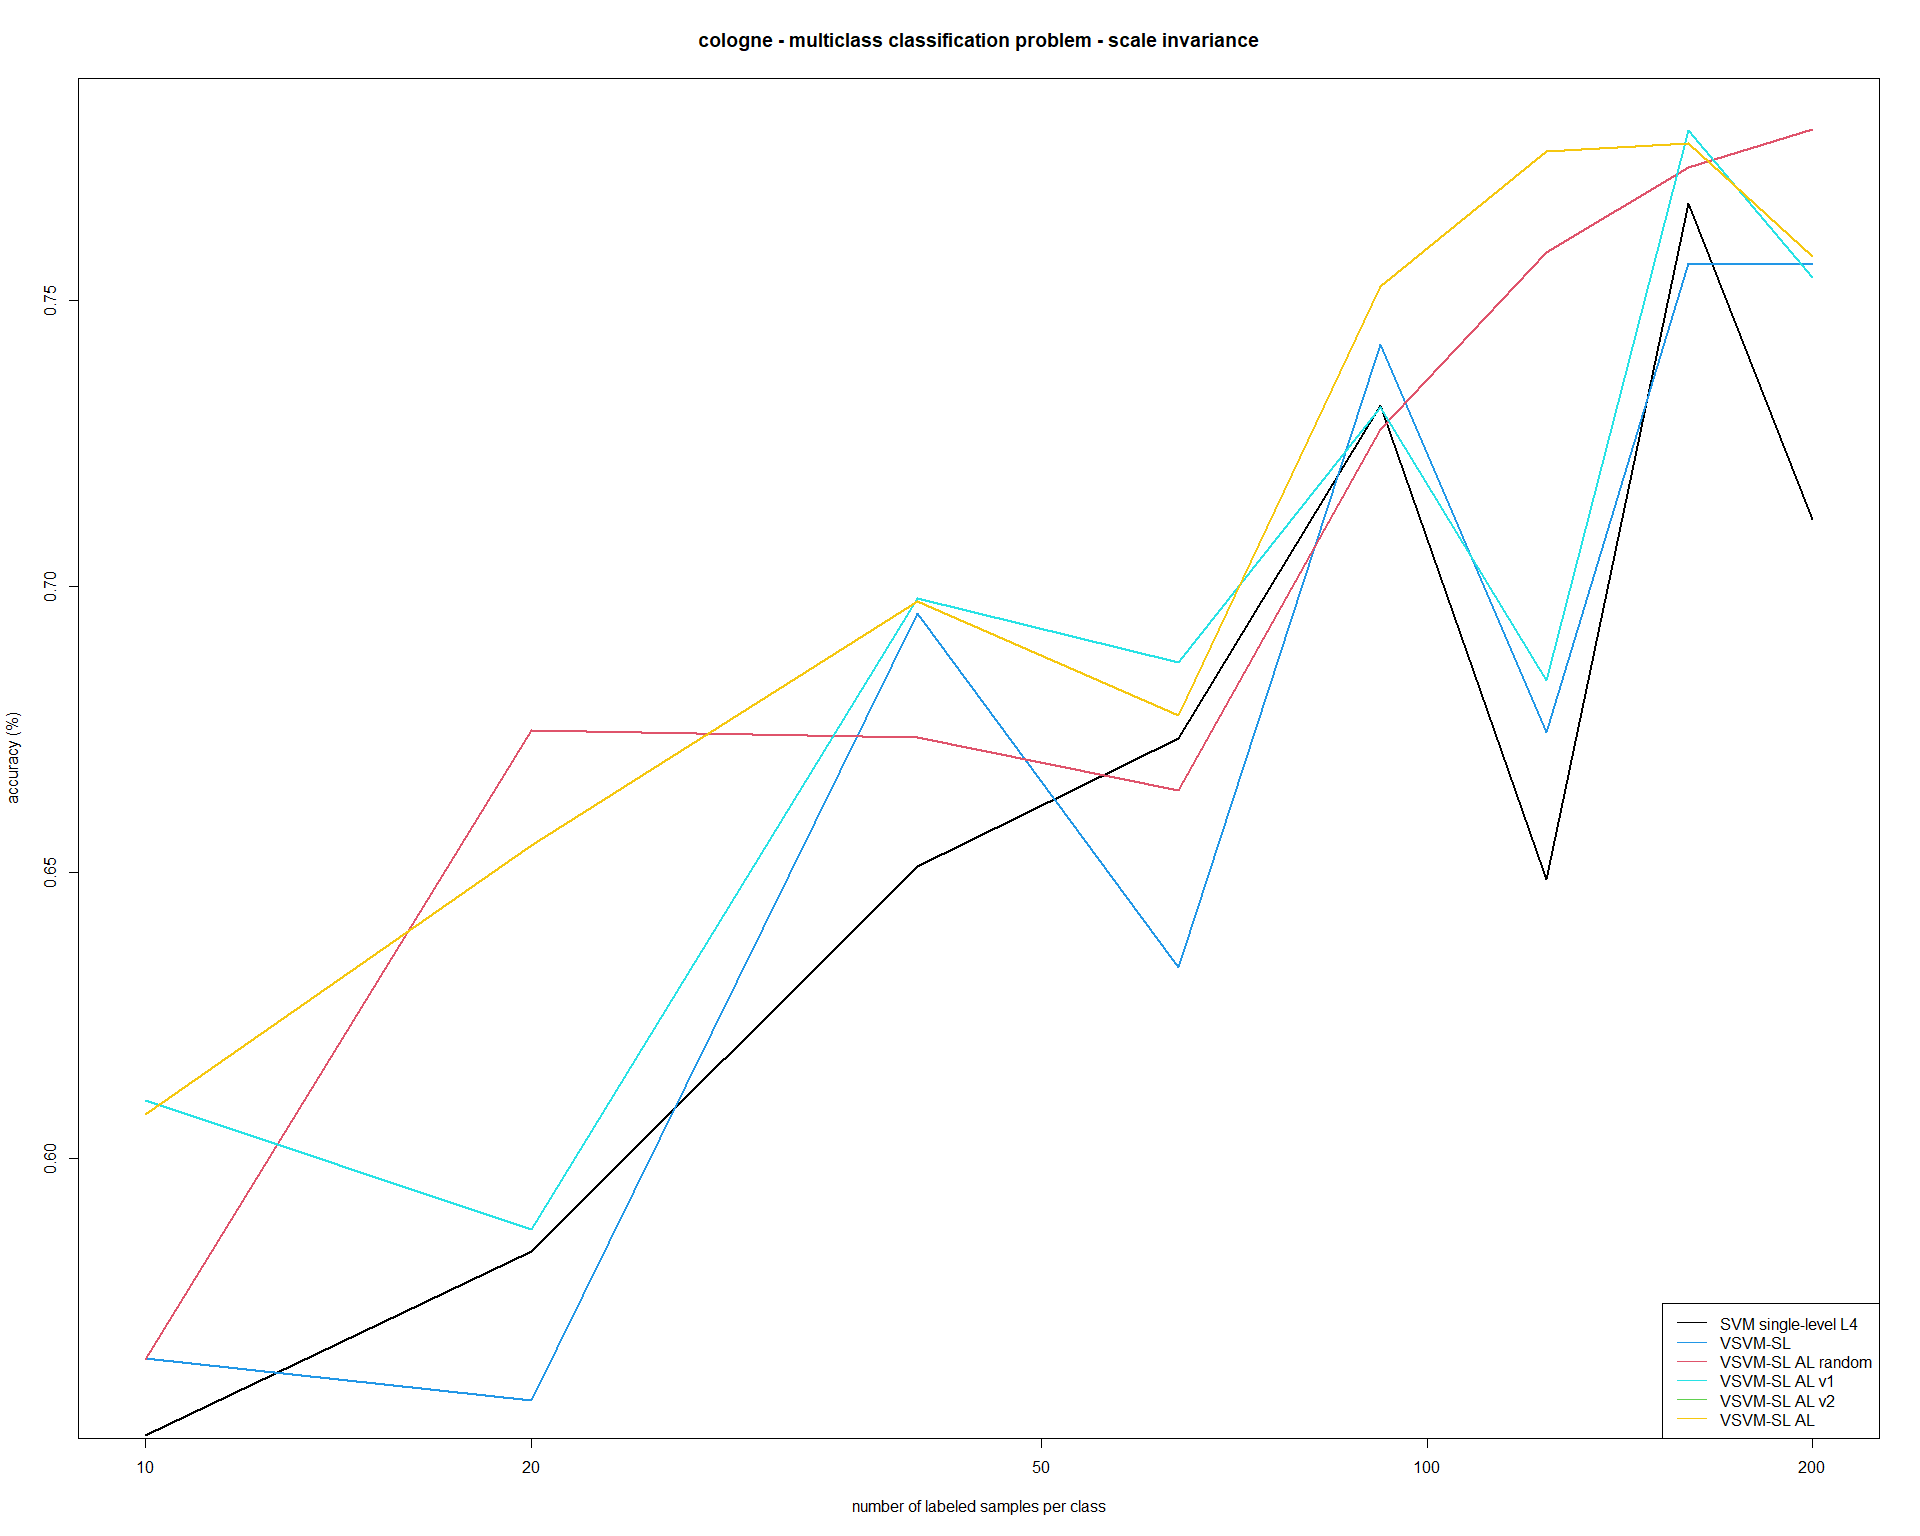 cologne - multiclass classification problem - scale invariance
accuracy (%)
0.75
0.70
0.65
0.60
10
20
50
100
200
number of labeled samples per class
SVM single-level L4
VSVM-SL
VSVM-SL AL random
VSVM-SL AL v1
VSVM-SL AL v2
VSVM-SL AL